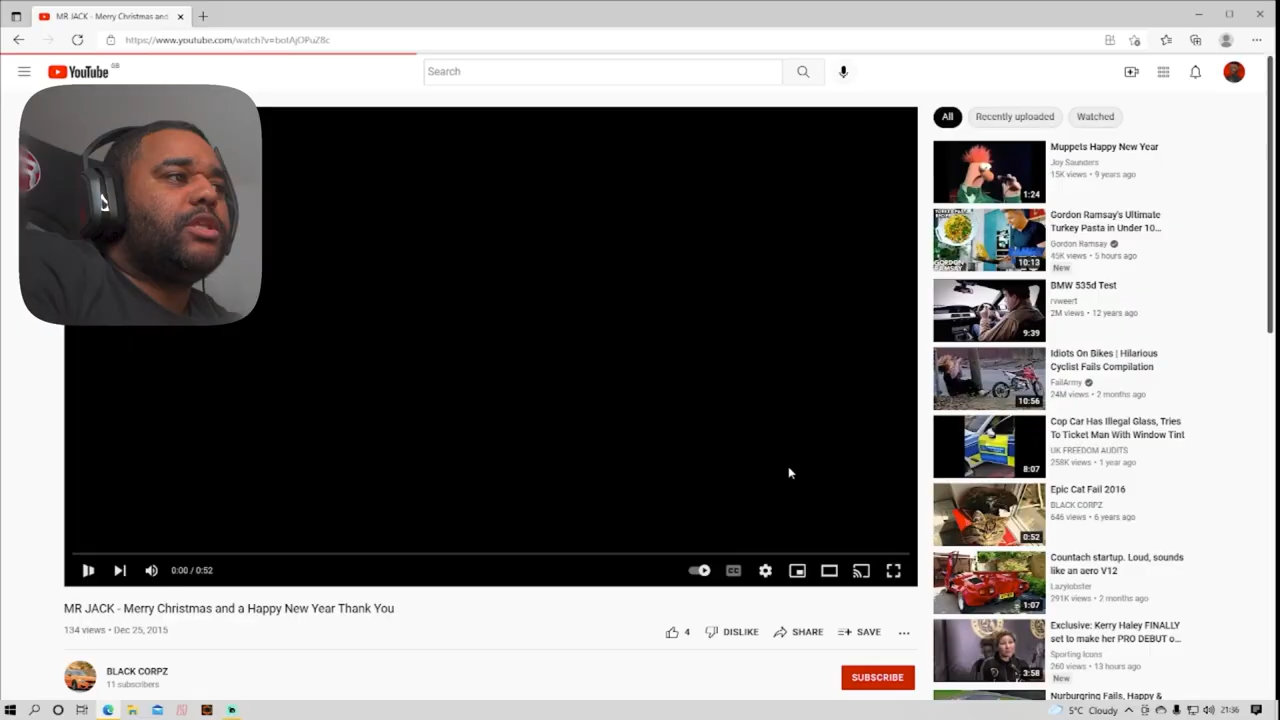 MR JACK - Merry Christmas and
https://www.youtube.com/watch?v=botAjOPuZ8c
YouTube GB
Search
All
Recently uploaded
Watched
1:24
Muppets Happy New Year
Joy Saunders
15K views • 9 years ago
10:13
Gordon Ramsay's Ultimate
Turkey Pasta in Under 10...
Gordon Ramsay
45K views • 5 hours ago
New
9:39
BMW 535d Test
rvweert
2M views • 12 years ago
10:56
Idiots On Bikes | Hilarious
Cyclist Fails Compilation
FailArmy
24M views • 2 months ago
8:07
Cop Car Has Illegal Glass, Tries
To Ticket Man With Window Tint
UK FREEDOM AUDITS
258K views • 1 year ago
0:52
Epic Cat Fail 2016
BLACK CORPZ
646 views • 6 years ago
1:07
Countach startup. Loud, sounds
like an aero V12
Lazylobster
291K views • 2 months ago
3:58
Exclusive: Kerry Haley FINALLY
set to make her PRO DEBUT o...
Sporting Icons
260 views • 13 hours ago
New
Nurburgring Fails, Happy &
0:00 / 0:52
MR JACK - Merry Christmas and a Happy New Year Thank You
134 views • Dec 25, 2015
4
DISLIKE
SHARE
SAVE
BLACK CORPZ
11 subscribers
SUBSCRIBE
5°C Cloudy
21:36